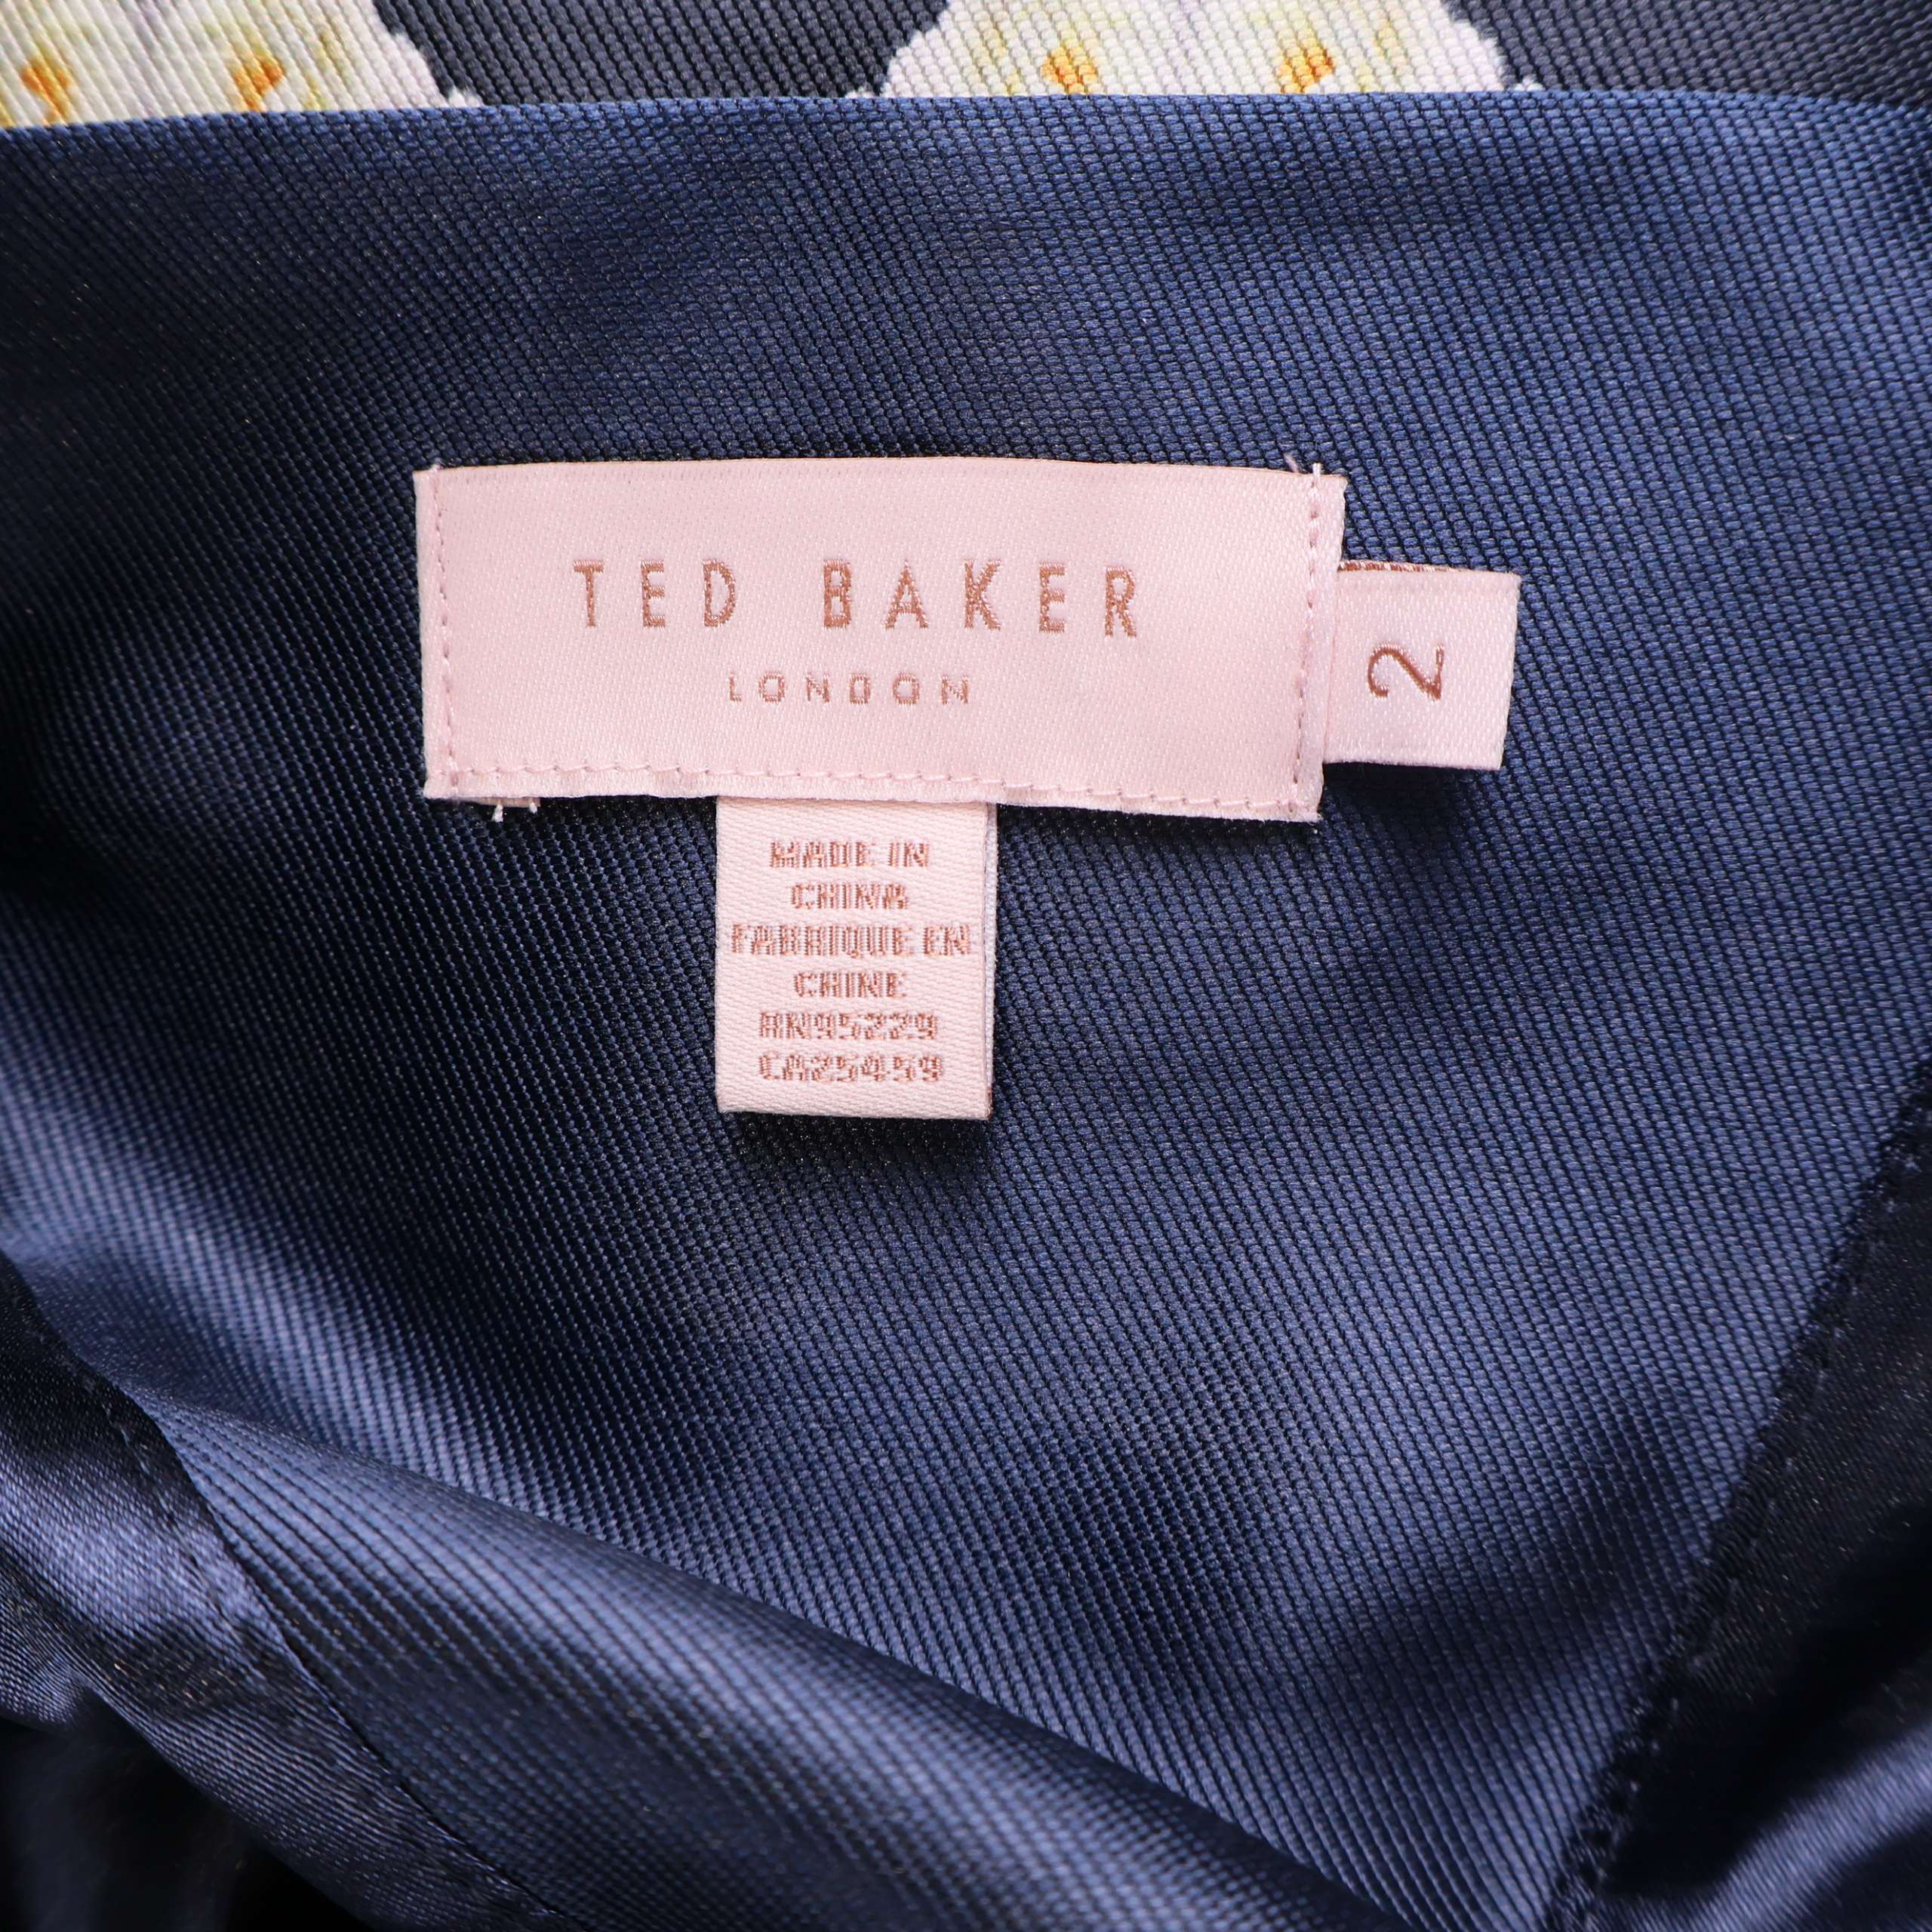 TED BAKER
LONDON
2
MADE IN
CHINA
FABRIQUE EN
CHINE
RN95229
CA25459